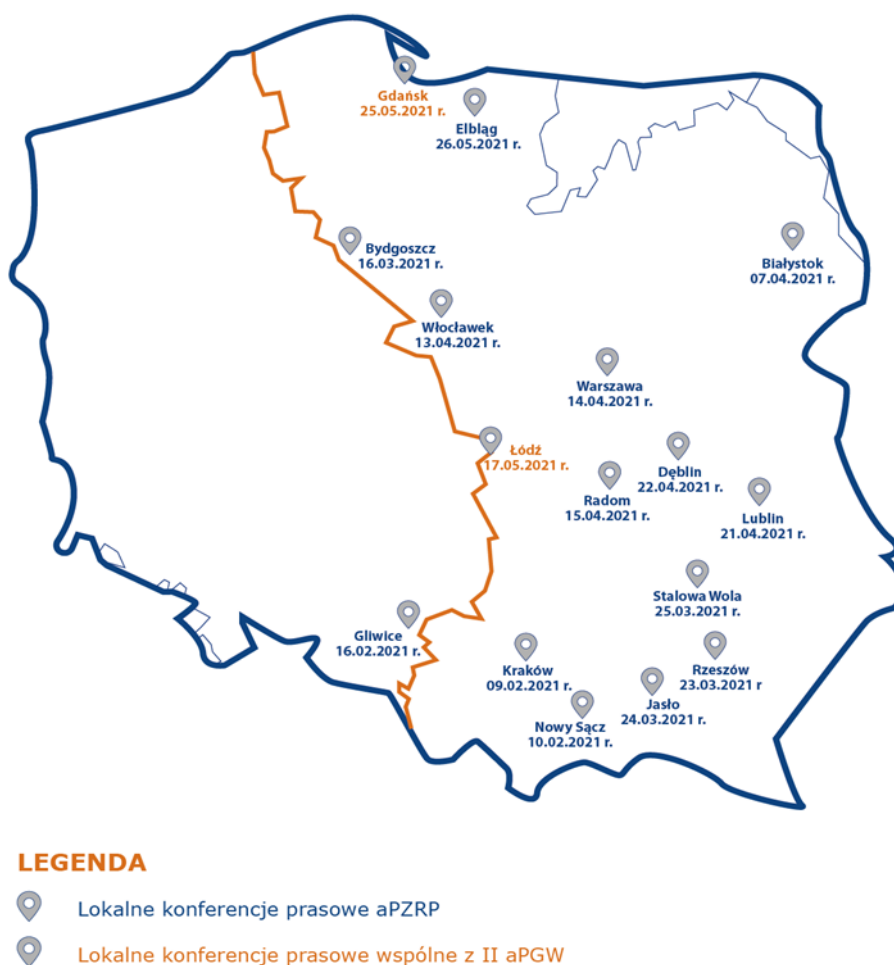 Gdańsk
25.05.2021 r.
Elbląg
26.05.2021 r.
Bydgoszcz
16.03.2021 r.
Białystok
07.04.2021 r.
Włocławek
13.04.2021 r.
Warszawa
14.04.2021 r.
Łódź
17.05.2021 r.
Dęblin
22.04.2021 r.
Radom
15.04.2021 r.
Lublin
21.04.2021 r.
Stalowa Wola
25.03.2021 r.
Gliwice
16.02.2021 r.
Kraków
09.02.2021 r.
Rzeszów
23.03.2021 r
Jasło
24.03.2021 r.
Nowy Sącz
10.02.2021 r.
LEGENDA
Lokalne konferencje prasowe aPZRP
Lokalne konferencje prasowe wspólne z II aPGW